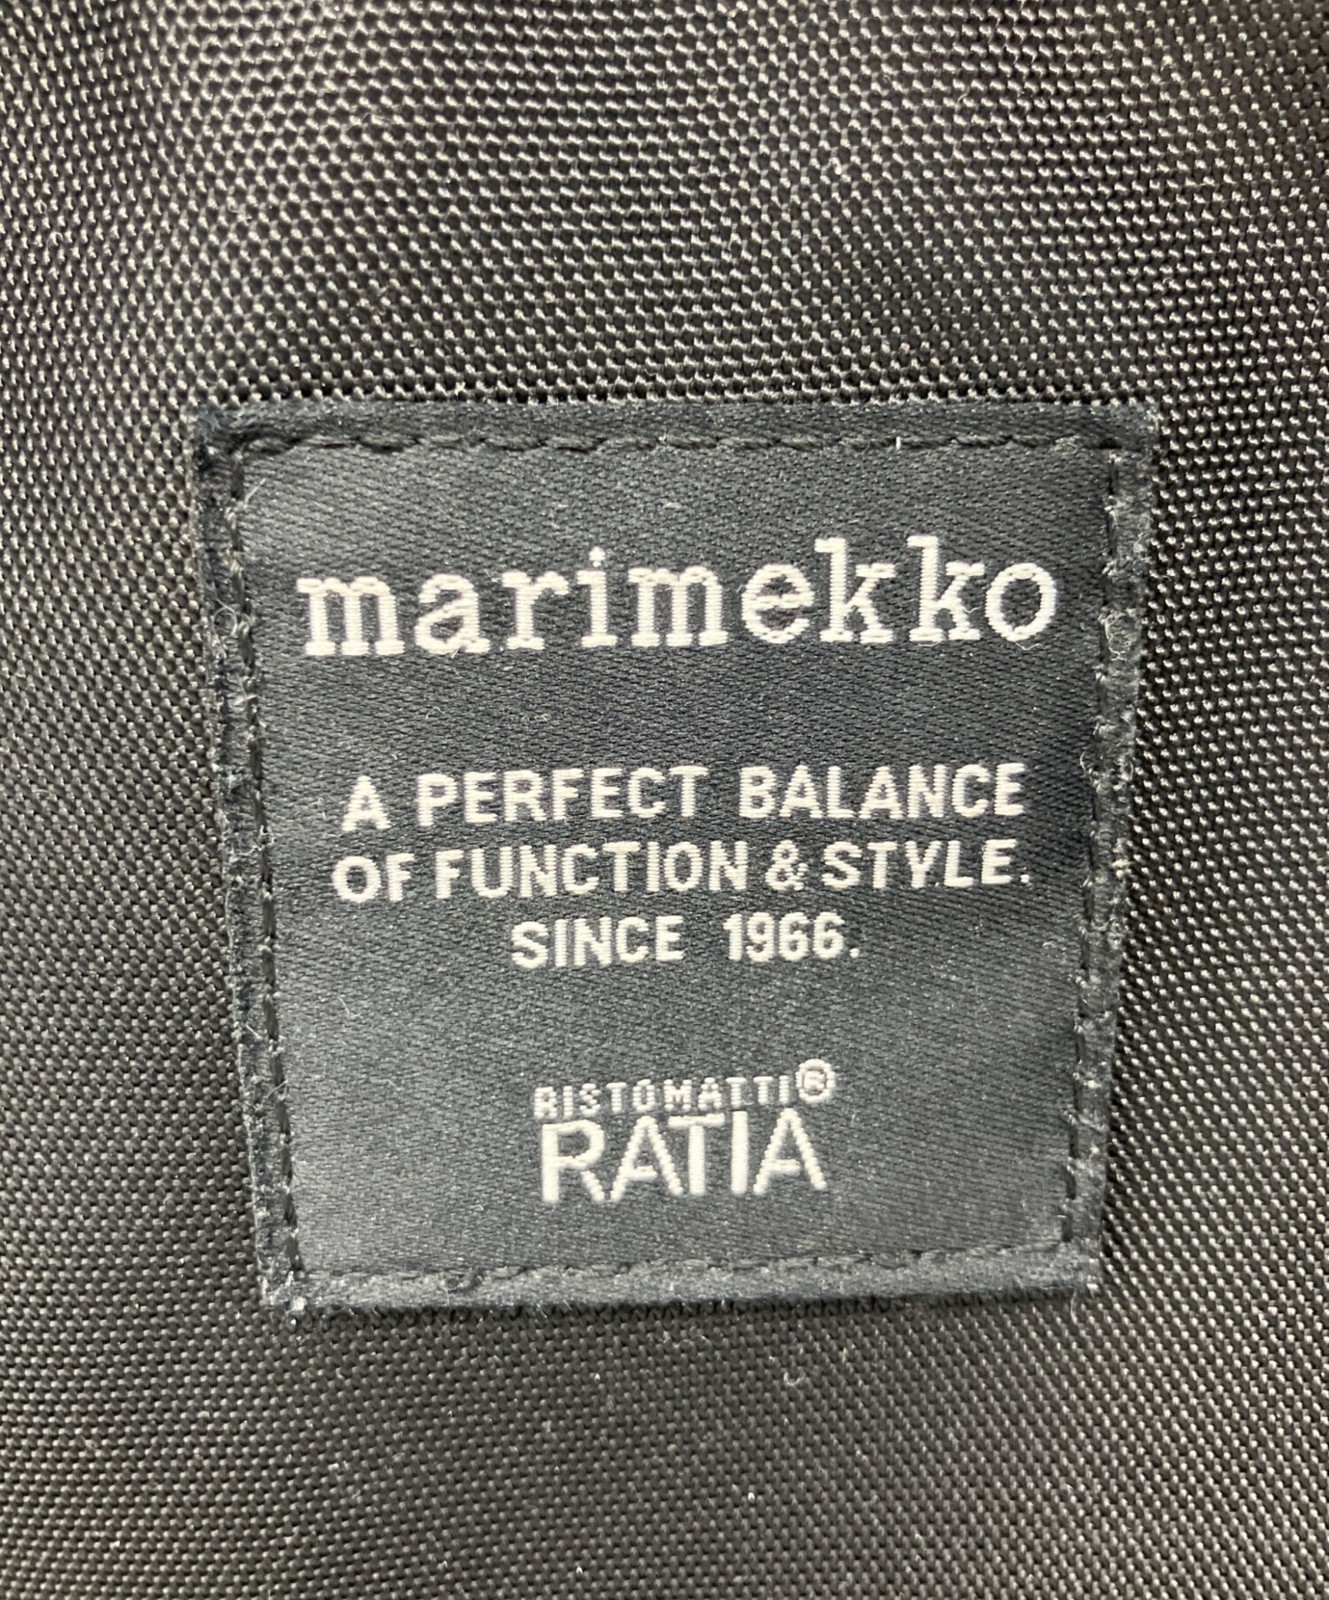 marimekko
A PERFECT BALANCE
OF FUNCTION & STYLE.
SINCE 1966.
RISTOMATTI®
RATIA